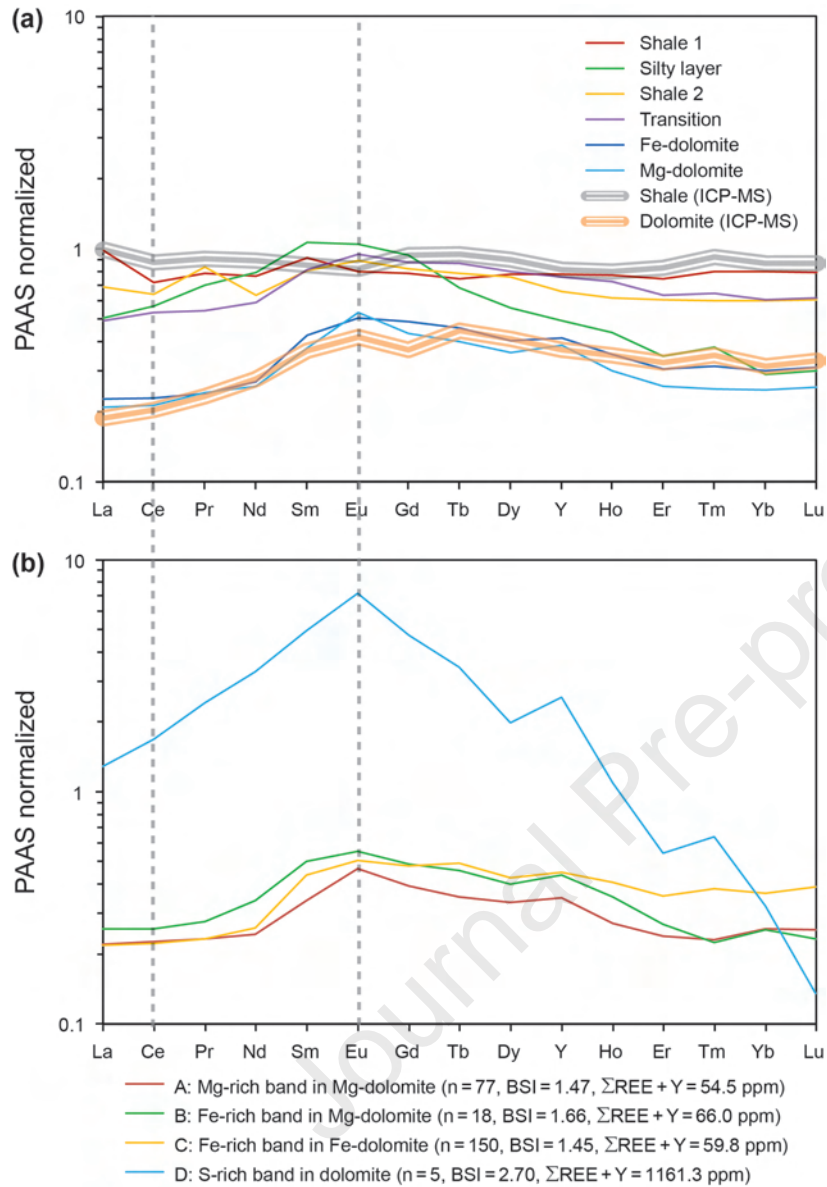 (a)
10
1
0.1
PAAS normalized
Shale 1
Silty layer
Shale 2
Transition
Fe-dolomite
Mg-dolomite
Shale (ICP-MS)
Dolomite (ICP-MS)
La Ce Pr Nd Sm Eu Gd Tb Dy Y Ho Er Tm Yb Lu
(b)
10
1
0.1
PAAS normalized
La Ce Pr Nd Sm Eu Gd Tb Dy Y Ho Er Tm Yb Lu
Journal Pre-pr
A: Mg-rich band in Mg-dolomite (n=77, BSI=1.47, ΣREE+Y=54.5 ppm)
B: Fe-rich band in Mg-dolomite (n=18, BSI=1.66, ΣREE+Y=66.0 ppm)
C: Fe-rich band in Fe-dolomite (n=150, BSI=1.45, ΣREE+Y=59.8 ppm)
D: S-rich band in dolomite (n=5, BSI=2.70, ΣREE+Y=1161.3 ppm)